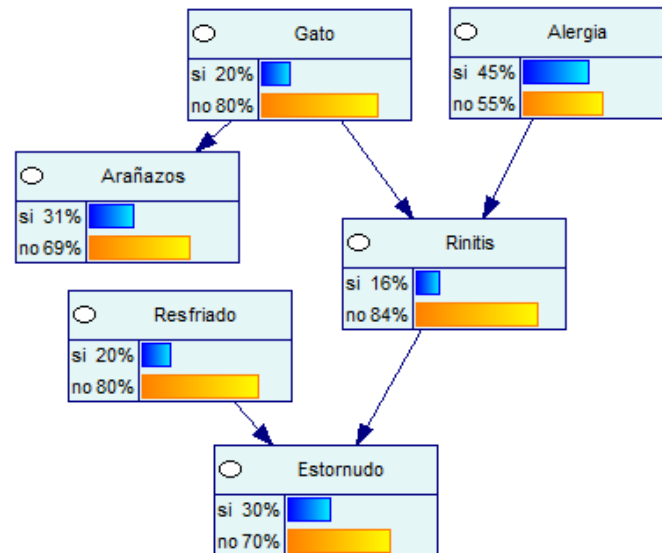 Gato
si 20%
no 80%
Alergia
si 45%
no 55%
Arañazos
si 31%
no 69%
Rinitis
si 16%
no 84%
Resfriado
si 20%
no 80%
Estornudo
si 30%
no 70%